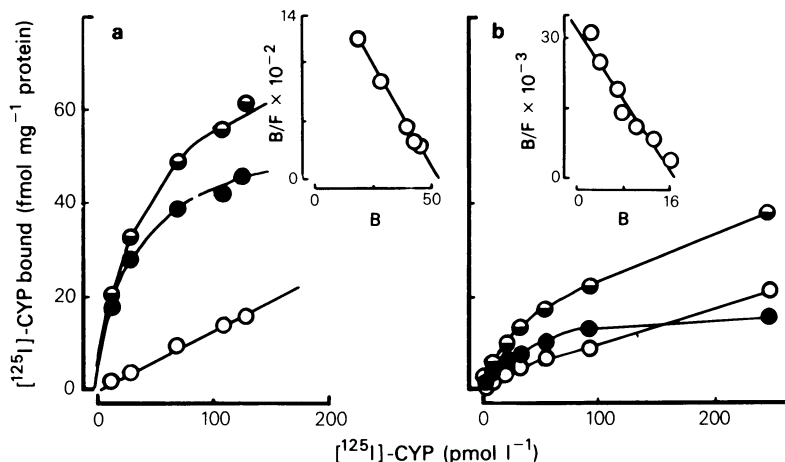 a
b
[¹²⁵I]-CYP bound (fmol mg⁻¹ protein)
60
40
20
0
0
100
200
B/F × 10⁻²
14
0
0
50
B
B/F × 10⁻³
30
0
0
8
16
B
0
100
200
[¹²⁵I]-CYP (pmol l⁻¹)